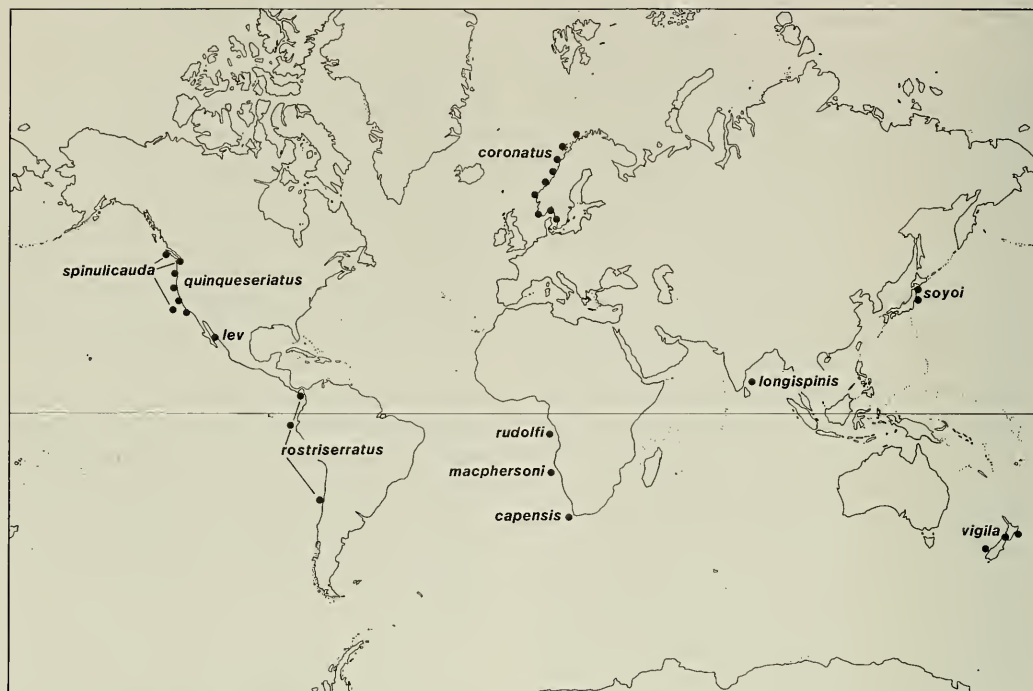 coronatus
spinulicauda
quinqueseriatus
soyoi
lev
longispinis
rudolfi
rostriserratus
macphersoni
capensis
vigila